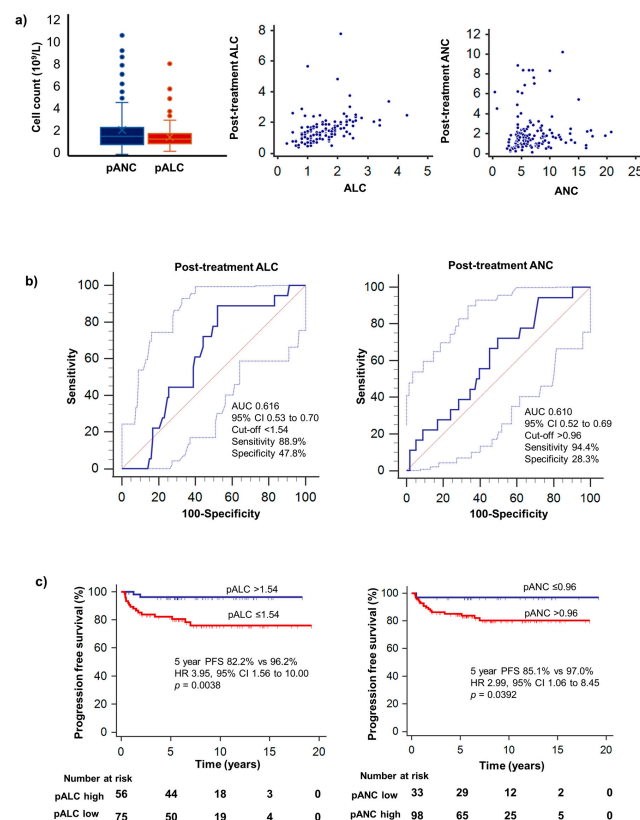 a)
Cell count (10⁹/L)
12
10
8
6
4
2
0
pANC pALC
Post-treatment ALC
8
6
4
2
0
0 1 2 3 4 5
ALC
Post-treatment ANC
12
10
8
6
4
2
0
0 5 10 15 20 25
ANC
b)
Post-treatment ALC
Sensitivity
100
80
60
40
20
0
AUC 0.616
95% CI 0.53 to 0.70
Cut-off <1.54
Sensitivity 88.9%
Specificity 47.8%
0 20 40 60 80 100
100-Specificity
Post-treatment ANC
Sensitivity
100
80
60
40
20
0
AUC 0.610
95% CI 0.52 to 0.69
Cut-off >0.96
Sensitivity 94.4%
Specificity 28.3%
0 20 40 60 80 100
100-Specificity
c)
Progression free survival (%)
100
80
60
40
20
0
pALC >1.54
pALC ≤1.54
5 year PFS 82.2% vs 96.2%
HR 3.95, 95% CI 1.56 to 10.00
p = 0.0038
0 5 10 15 20
Time (years)
Number at risk
pALC high 56 44 18 3 0
pALC low 75 50 19 4 0
Progression free survival (%)
100
80
60
40
20
0
pANC ≤0.96
pANC >0.96
5 year PFS 85.1% vs 97.0%
HR 2.99, 95% CI 1.06 to 8.45
p = 0.0392
0 5 10 15 20
Time (years)
Number at risk
pANC low 33 29 12 2 0
pANC high 98 65 25 5 0